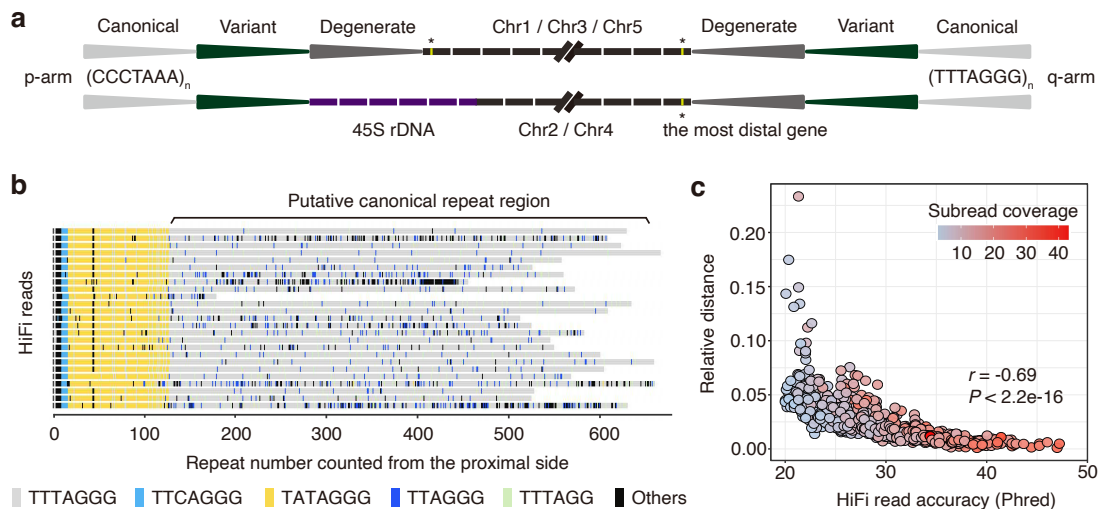 a
Canonical Variant Degenerate Chr1 / Chr3 / Chr5 Degenerate Variant Canonical
* *
p-arm (CCCTAAA)n (TTTAGGG)n q-arm
*
45S rDNA Chr2 / Chr4 the most distal gene
b
Putative canonical repeat region
HiFi reads
0 100 200 300 400 500 600
Repeat number counted from the proximal side
TTTAGGG TTCAGGG TATAGGG TTAGGG TTTAGG Others
c
Subread coverage
10 20 30 40
Relative distance
0.20
0.15
0.10
0.05
0.00
r = -0.69
P < 2.2e-16
20 30 40 50
HiFi read accuracy (Phred)